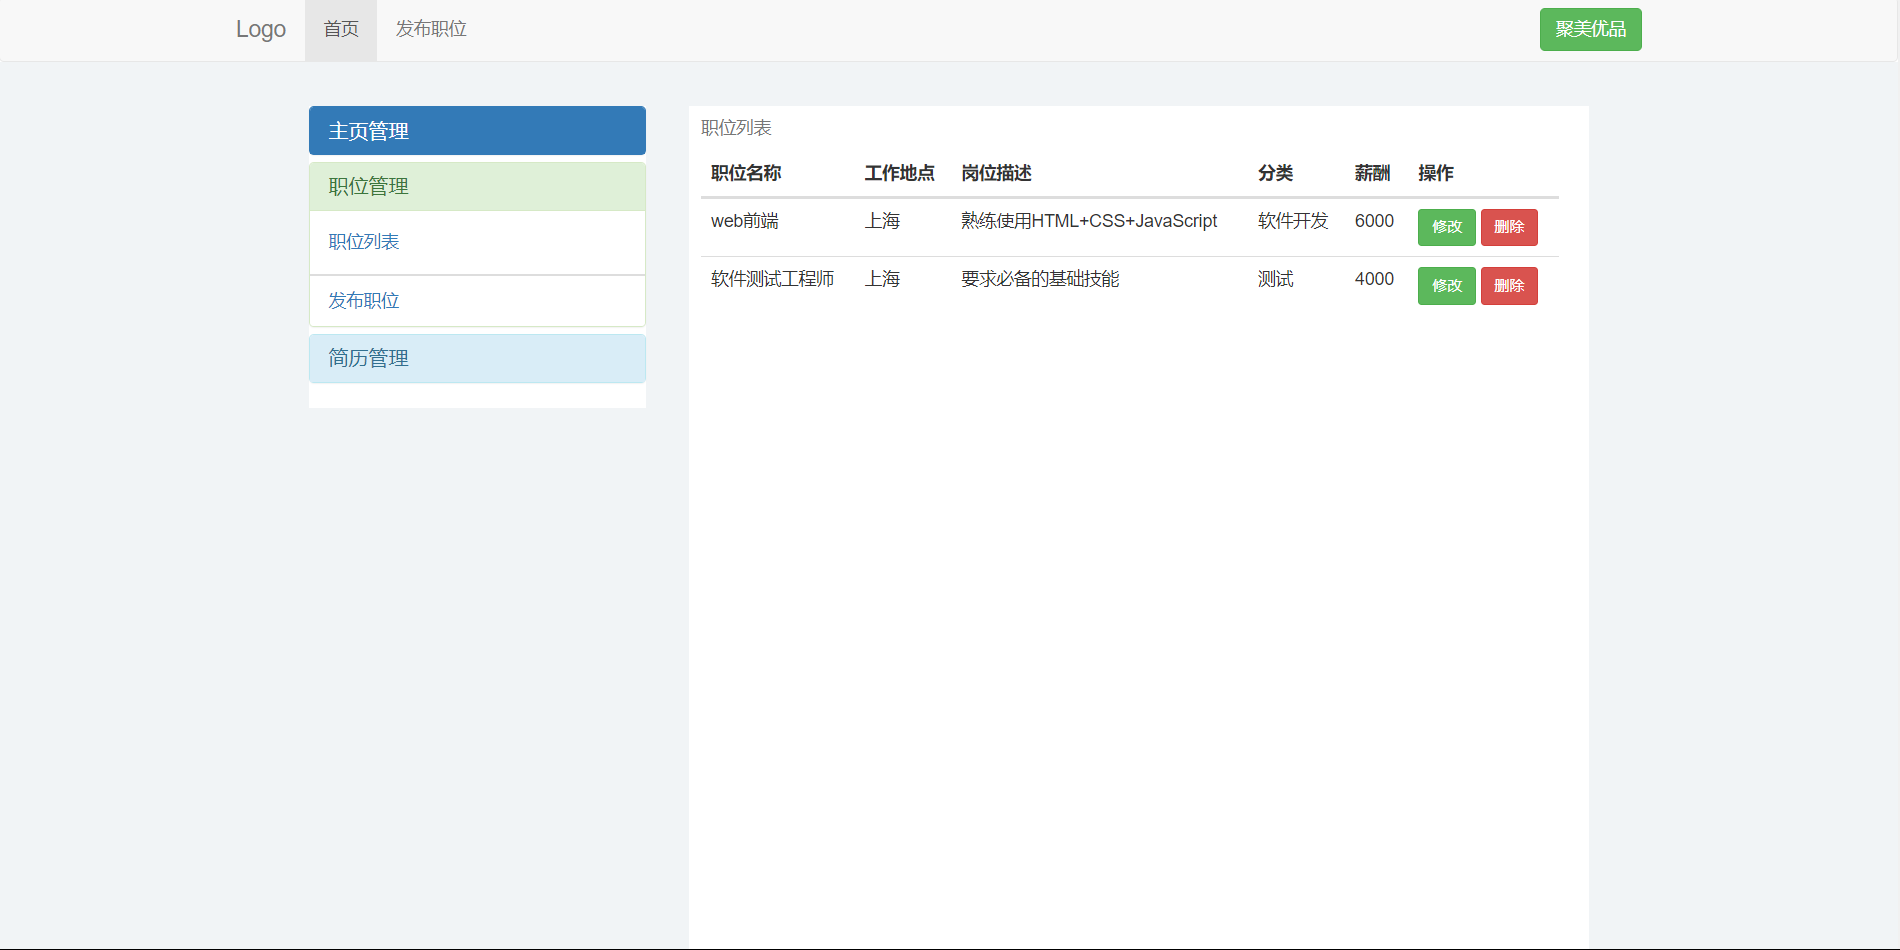 Logo 首页 发布职位 聚美优品
主页管理
职位管理
职位列表
发布职位
简历管理
职位列表
职位名称 工作地点 岗位描述 分类 薪酬 操作
web前端 上海 熟练使用HTML+CSS+JavaScript 软件开发 6000 修改 删除
软件测试工程师 上海 要求必备的基础技能 测试 4000 修改 删除